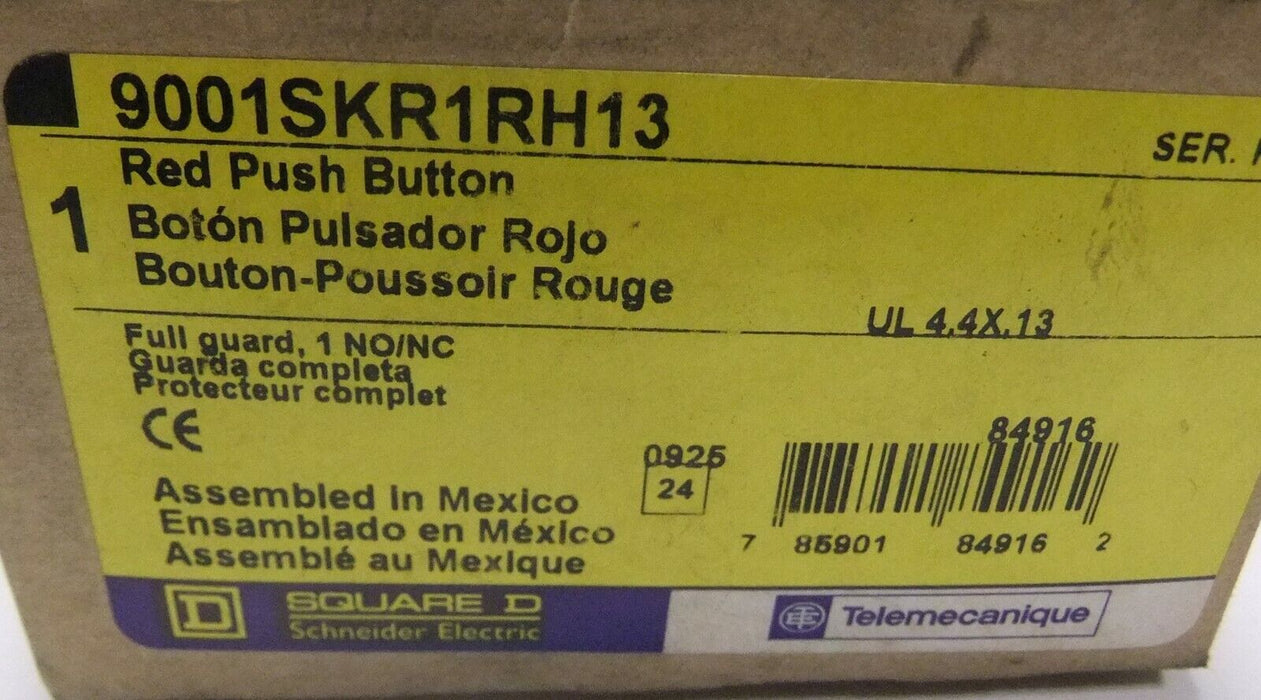 9001SKR1RH13
SER.
1
Red Push Button
Botón Pulsador Rojo
Bouton-Poussoir Rouge
UL 4.4X.13
Full guard, 1 NO/NC
Guarda completa
Protecteur complet
CE
84916
0925
24
Assembled in Mexico
Ensamblado en México
Assemblé au Mexique
7 85901 84916 2
D SQUARE D
Schneider Electric
Telemecanique